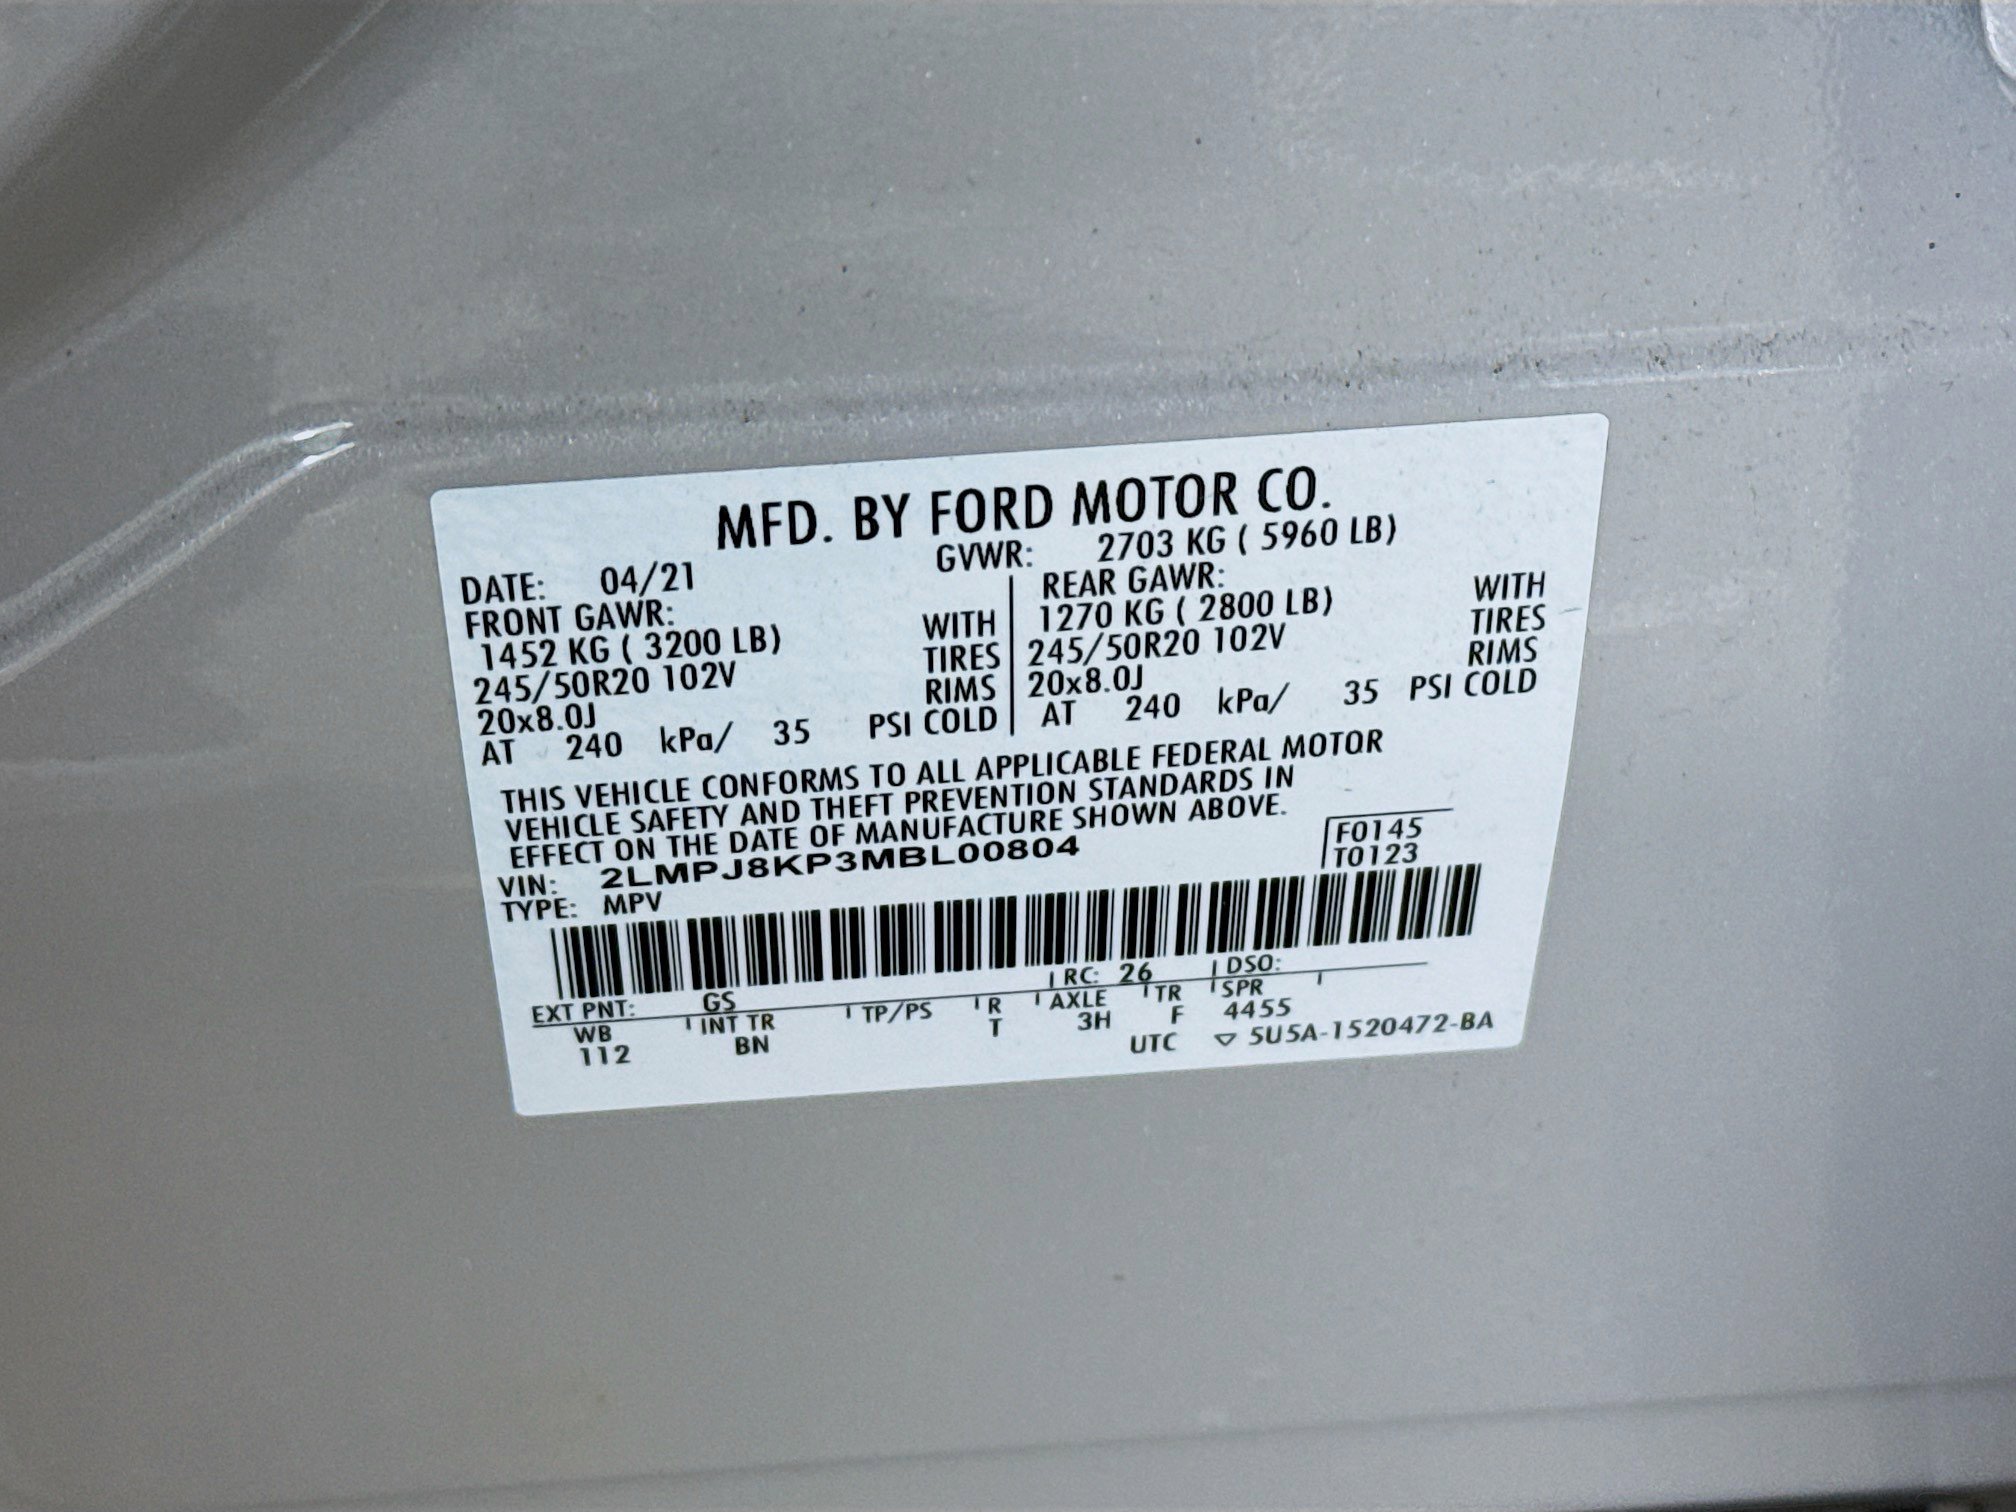 MFD. BY FORD MOTOR CO.
DATE: 04/21 GVWR: 2703 KG ( 5960 LB)
FRONT GAWR: REAR GAWR:
1452 KG ( 3200 LB) WITH 1270 KG ( 2800 LB) WITH
245/50R20 102V TIRES 245/50R20 102V TIRES
20x8.0J RIMS 20x8.0J RIMS
AT 240 kPa/ 35 PSI COLD AT 240 kPa/ 35 PSI COLD
THIS VEHICLE CONFORMS TO ALL APPLICABLE FEDERAL MOTOR
VEHICLE SAFETY AND THEFT PREVENTION STANDARDS IN
EFFECT ON THE DATE OF MANUFACTURE SHOWN ABOVE.
VIN: 2LMPJ8KP3MBL00804 F0145
TYPE: MPV T0123
EXT PNT: GS RC: 26 DSO:
WB INT TR TP/PS R AXLE TR SPR
112 BN T 3H F 4455
UTC ▽ 5U5A-1520472-BA